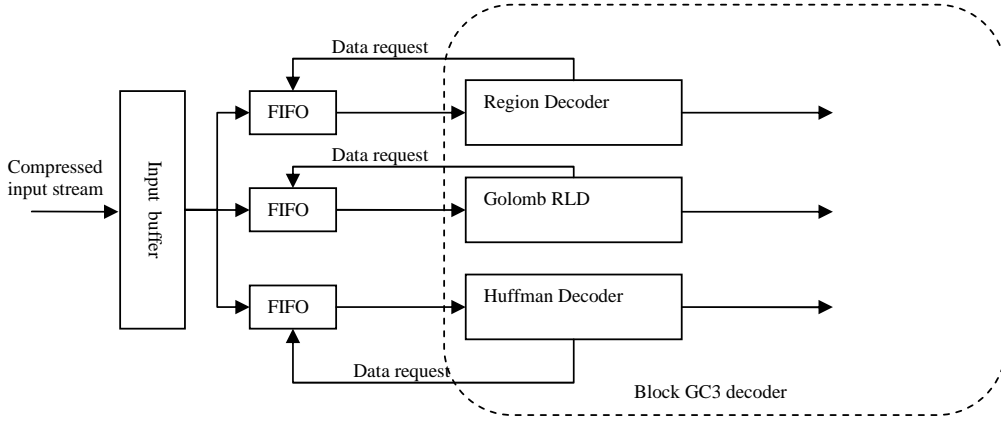 Data request
FIFO
Region Decoder
Compressed
input stream
Input buffer
Data request
FIFO
Golomb RLD
FIFO
Huffman Decoder
Data request
Block GC3 decoder